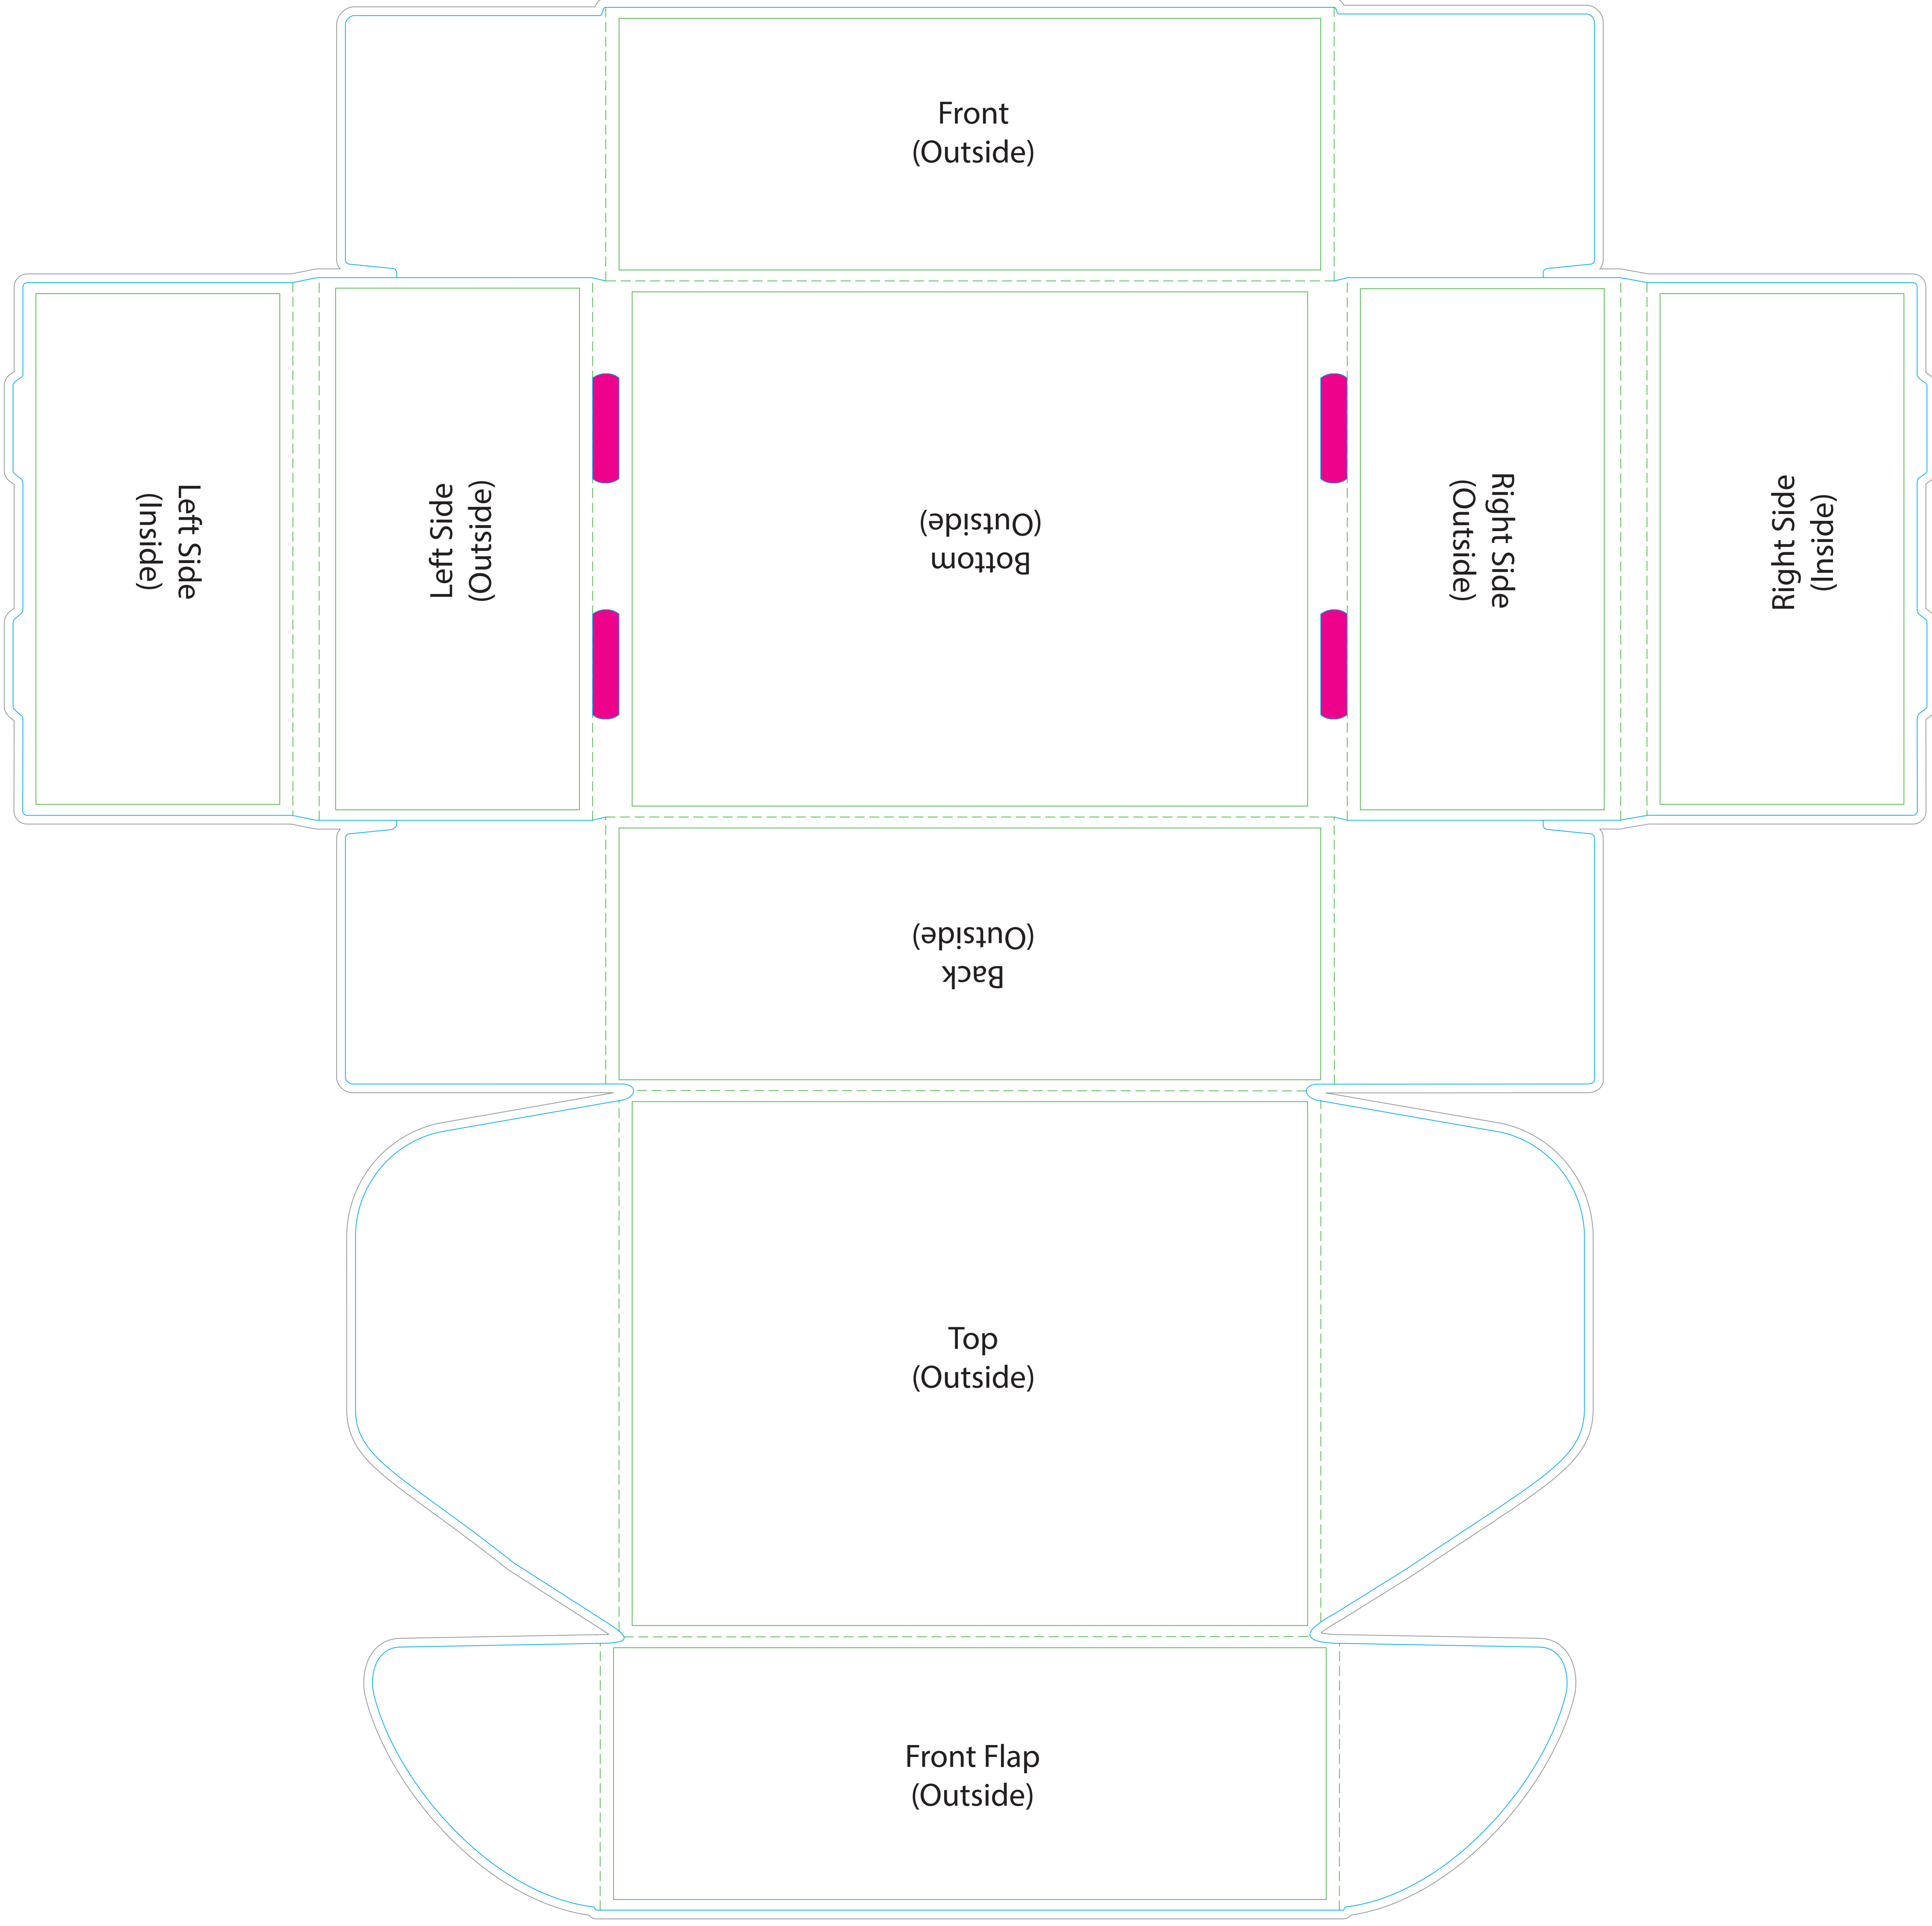 Front
(Outside)
Left Side
(Inside)
Left Side
(Outside)
Bottom
(Outside)
Right Side
(Outside)
Right Side
(Inside)
Back
(Outside)
Top
(Outside)
Front Flap
(Outside)